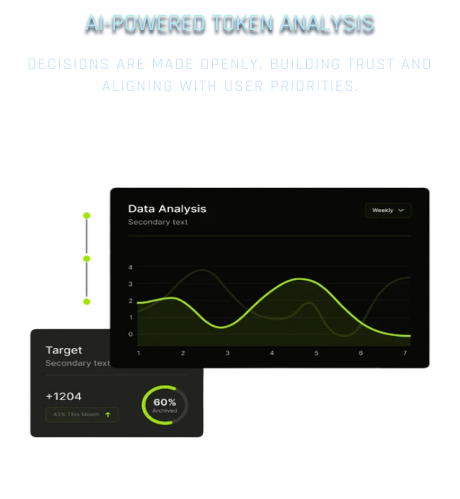 AI-POWERED TOKEN ANALYSIS
DECISIONS ARE MADE OPENLY, BUILDING TRUST AND
ALIGNING WITH USER PRIORITIES.
Data Analysis
Secondary text
Weekly
4
3
2
1
0
1 2 3 4 5 6 7
Target
Secondary text
+1204
45% This Month
60%
Archived